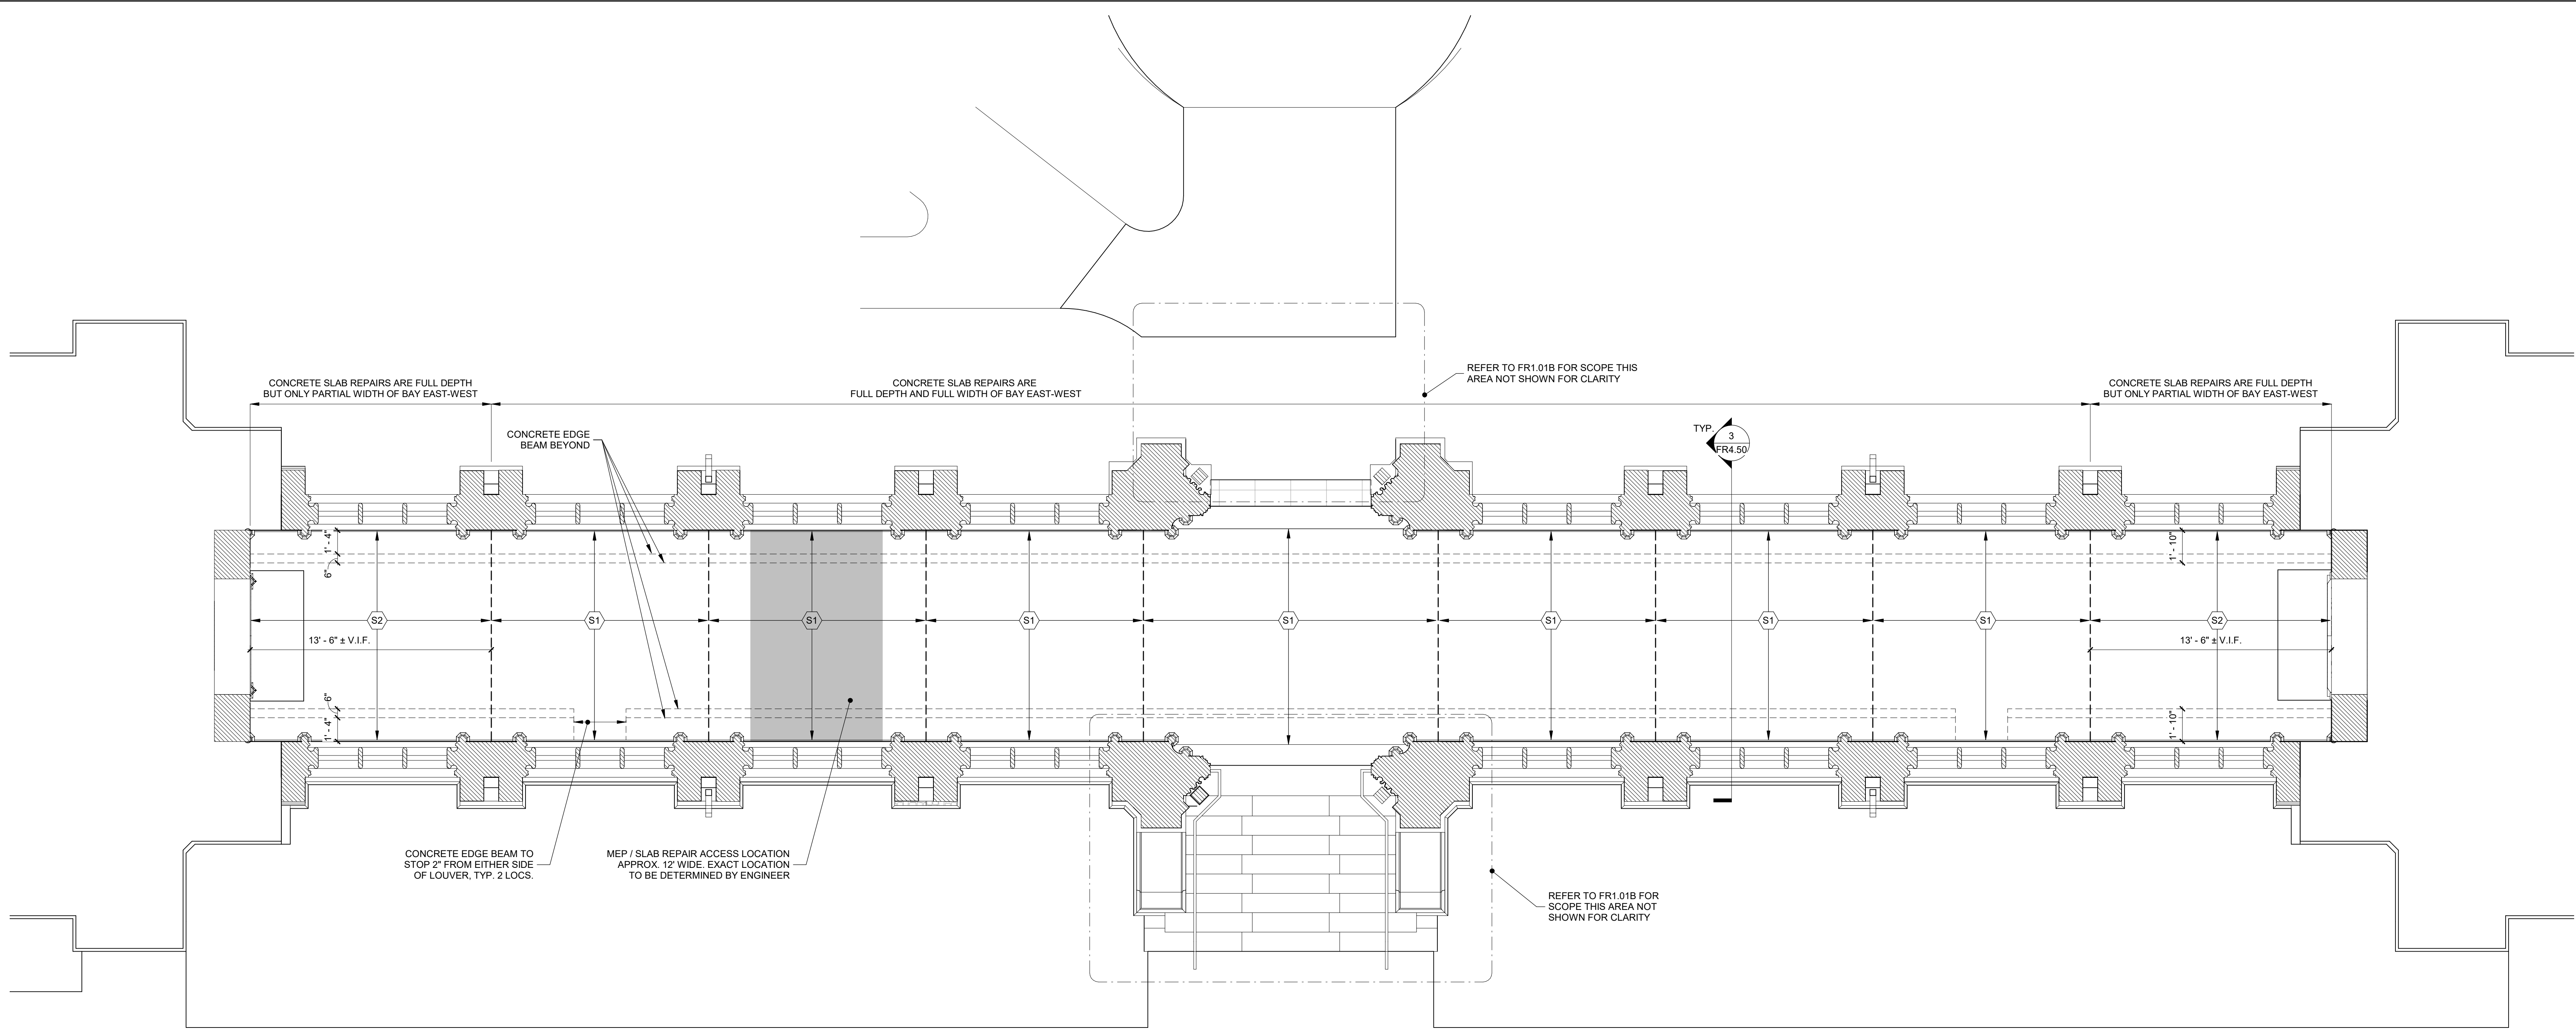 REFER TO FR1.01B FOR SCOPE THIS
AREA NOT SHOWN FOR CLARITY
CONCRETE SLAB REPAIRS ARE FULL DEPTH
BUT ONLY PARTIAL WIDTH OF BAY EAST-WEST
CONCRETE SLAB REPAIRS ARE
FULL DEPTH AND FULL WIDTH OF BAY EAST-WEST
CONCRETE SLAB REPAIRS ARE FULL DEPTH
BUT ONLY PARTIAL WIDTH OF BAY EAST-WEST
CONCRETE EDGE
BEAM BEYOND
TYP.
3
FR4.50
1' - 4"
6"
1' - 10"
S2
S1
S1
S1
S1
S1
S1
S1
S2
13' - 6" ± V.I.F.
13' - 6" ± V.I.F.
6"
1' - 4"
1' - 10"
CONCRETE EDGE BEAM TO
STOP 2" FROM EITHER SIDE
OF LOUVER, TYP. 2 LOCS.
MEP / SLAB REPAIR ACCESS LOCATION
APPROX. 12' WIDE. EXACT LOCATION
TO BE DETERMINED BY ENGINEER
REFER TO FR1.01B FOR
SCOPE THIS AREA NOT
SHOWN FOR CLARITY